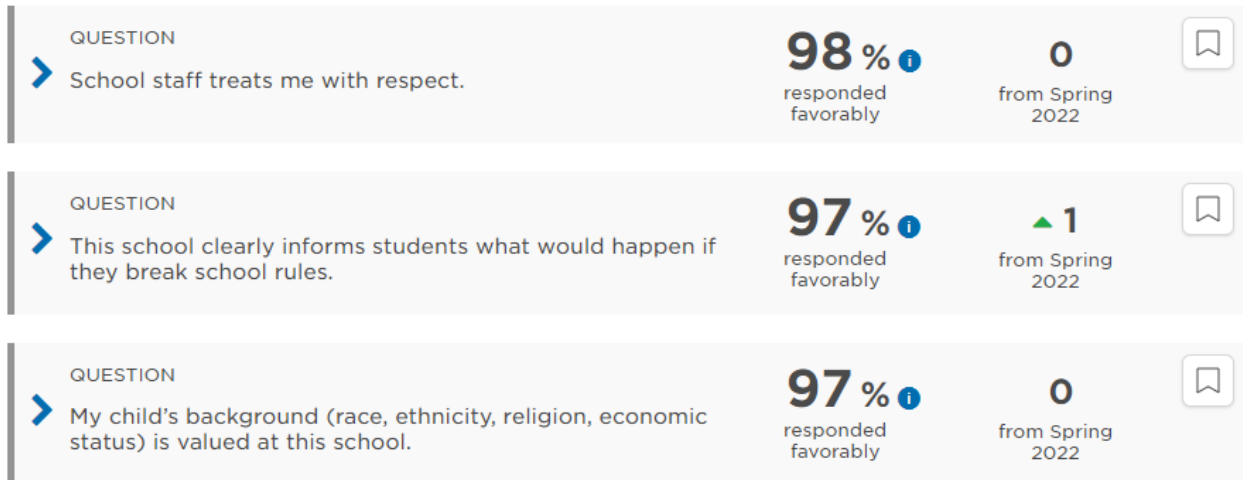 QUESTION
School staff treats me with respect.
98 % i
responded
favorably
0
from Spring
2022
QUESTION
This school clearly informs students what would happen if
they break school rules.
97 % i
responded
favorably
1
from Spring
2022
QUESTION
My child’s background (race, ethnicity, religion, economic
status) is valued at this school.
97 % i
responded
favorably
0
from Spring
2022